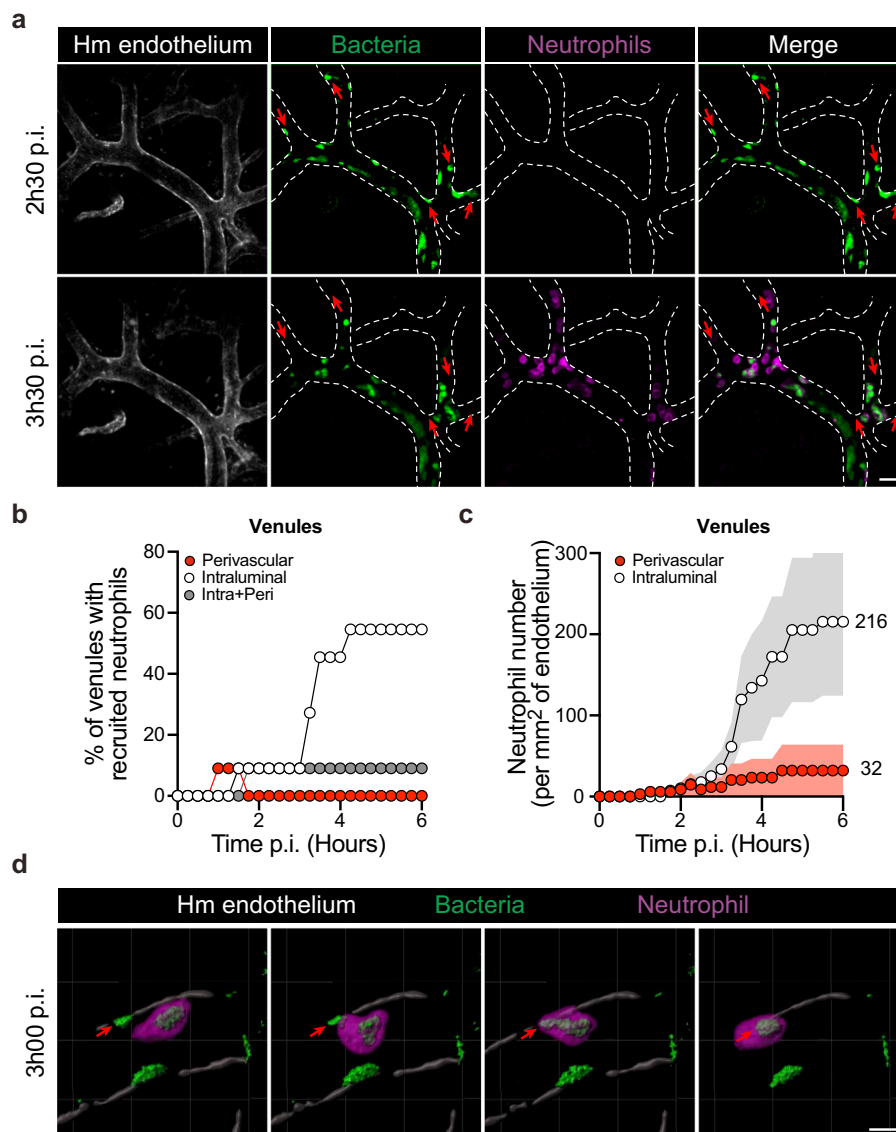 a
Hm endothelium
Bacteria
Neutrophils
Merge
2h30 p.i.
3h30 p.i.
b
Venules
Perivascular
Intraluminal
Intra+Peri
% of venules with
recruited neutrophils
80
60
40
20
0
0
2
4
6
Time p.i. (Hours)
c
Venules
Perivascular
Intraluminal
Neutrophil number
(per mm² of endothelium)
300
200
100
0
216
32
0
2
4
6
Time p.i. (Hours)
d
Hm endothelium
Bacteria
Neutrophil
3h00 p.i.